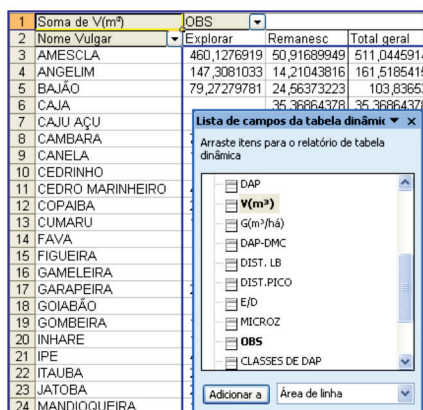 1 Soma de V(m³) OBS
2 Nome Vulgar Explorar Remanesc Total geral
3 AMESCLA 460,1276919 50,91689949 511,0445914
4 ANGELIM 147,3081033 14,21043816 161,5185415
5 BAJÃO 79,27279781 24,56373223 103,8365
6 CAJA 35,36864378 35,36864378
7 CAJU AÇU
8 CAMBARA
9 CANELA
10 CEDRINHO
11 CEDRO MARINHEIRO
12 COPAIBA
13 CUMARU
14 FAVA
15 FIGUEIRA
16 GAMELEIRA
17 GARAPEIRA
18 GOIABÃO
19 GOMBEIRA
20 INHARE
21 IPE
22 ITAUBA
23 JATOBA
24 MANDIOQUEIRA
Lista de campos da tabela dinâmic
Arraste itens para o relatório de tabela
dinâmica
DAP
V(m³)
G(m³/há)
DAP-DMC
DIST. LB
DIST.PICO
E/D
MICROZ
OBS
CLASSES DE DAP
Adicionar a Área de linha